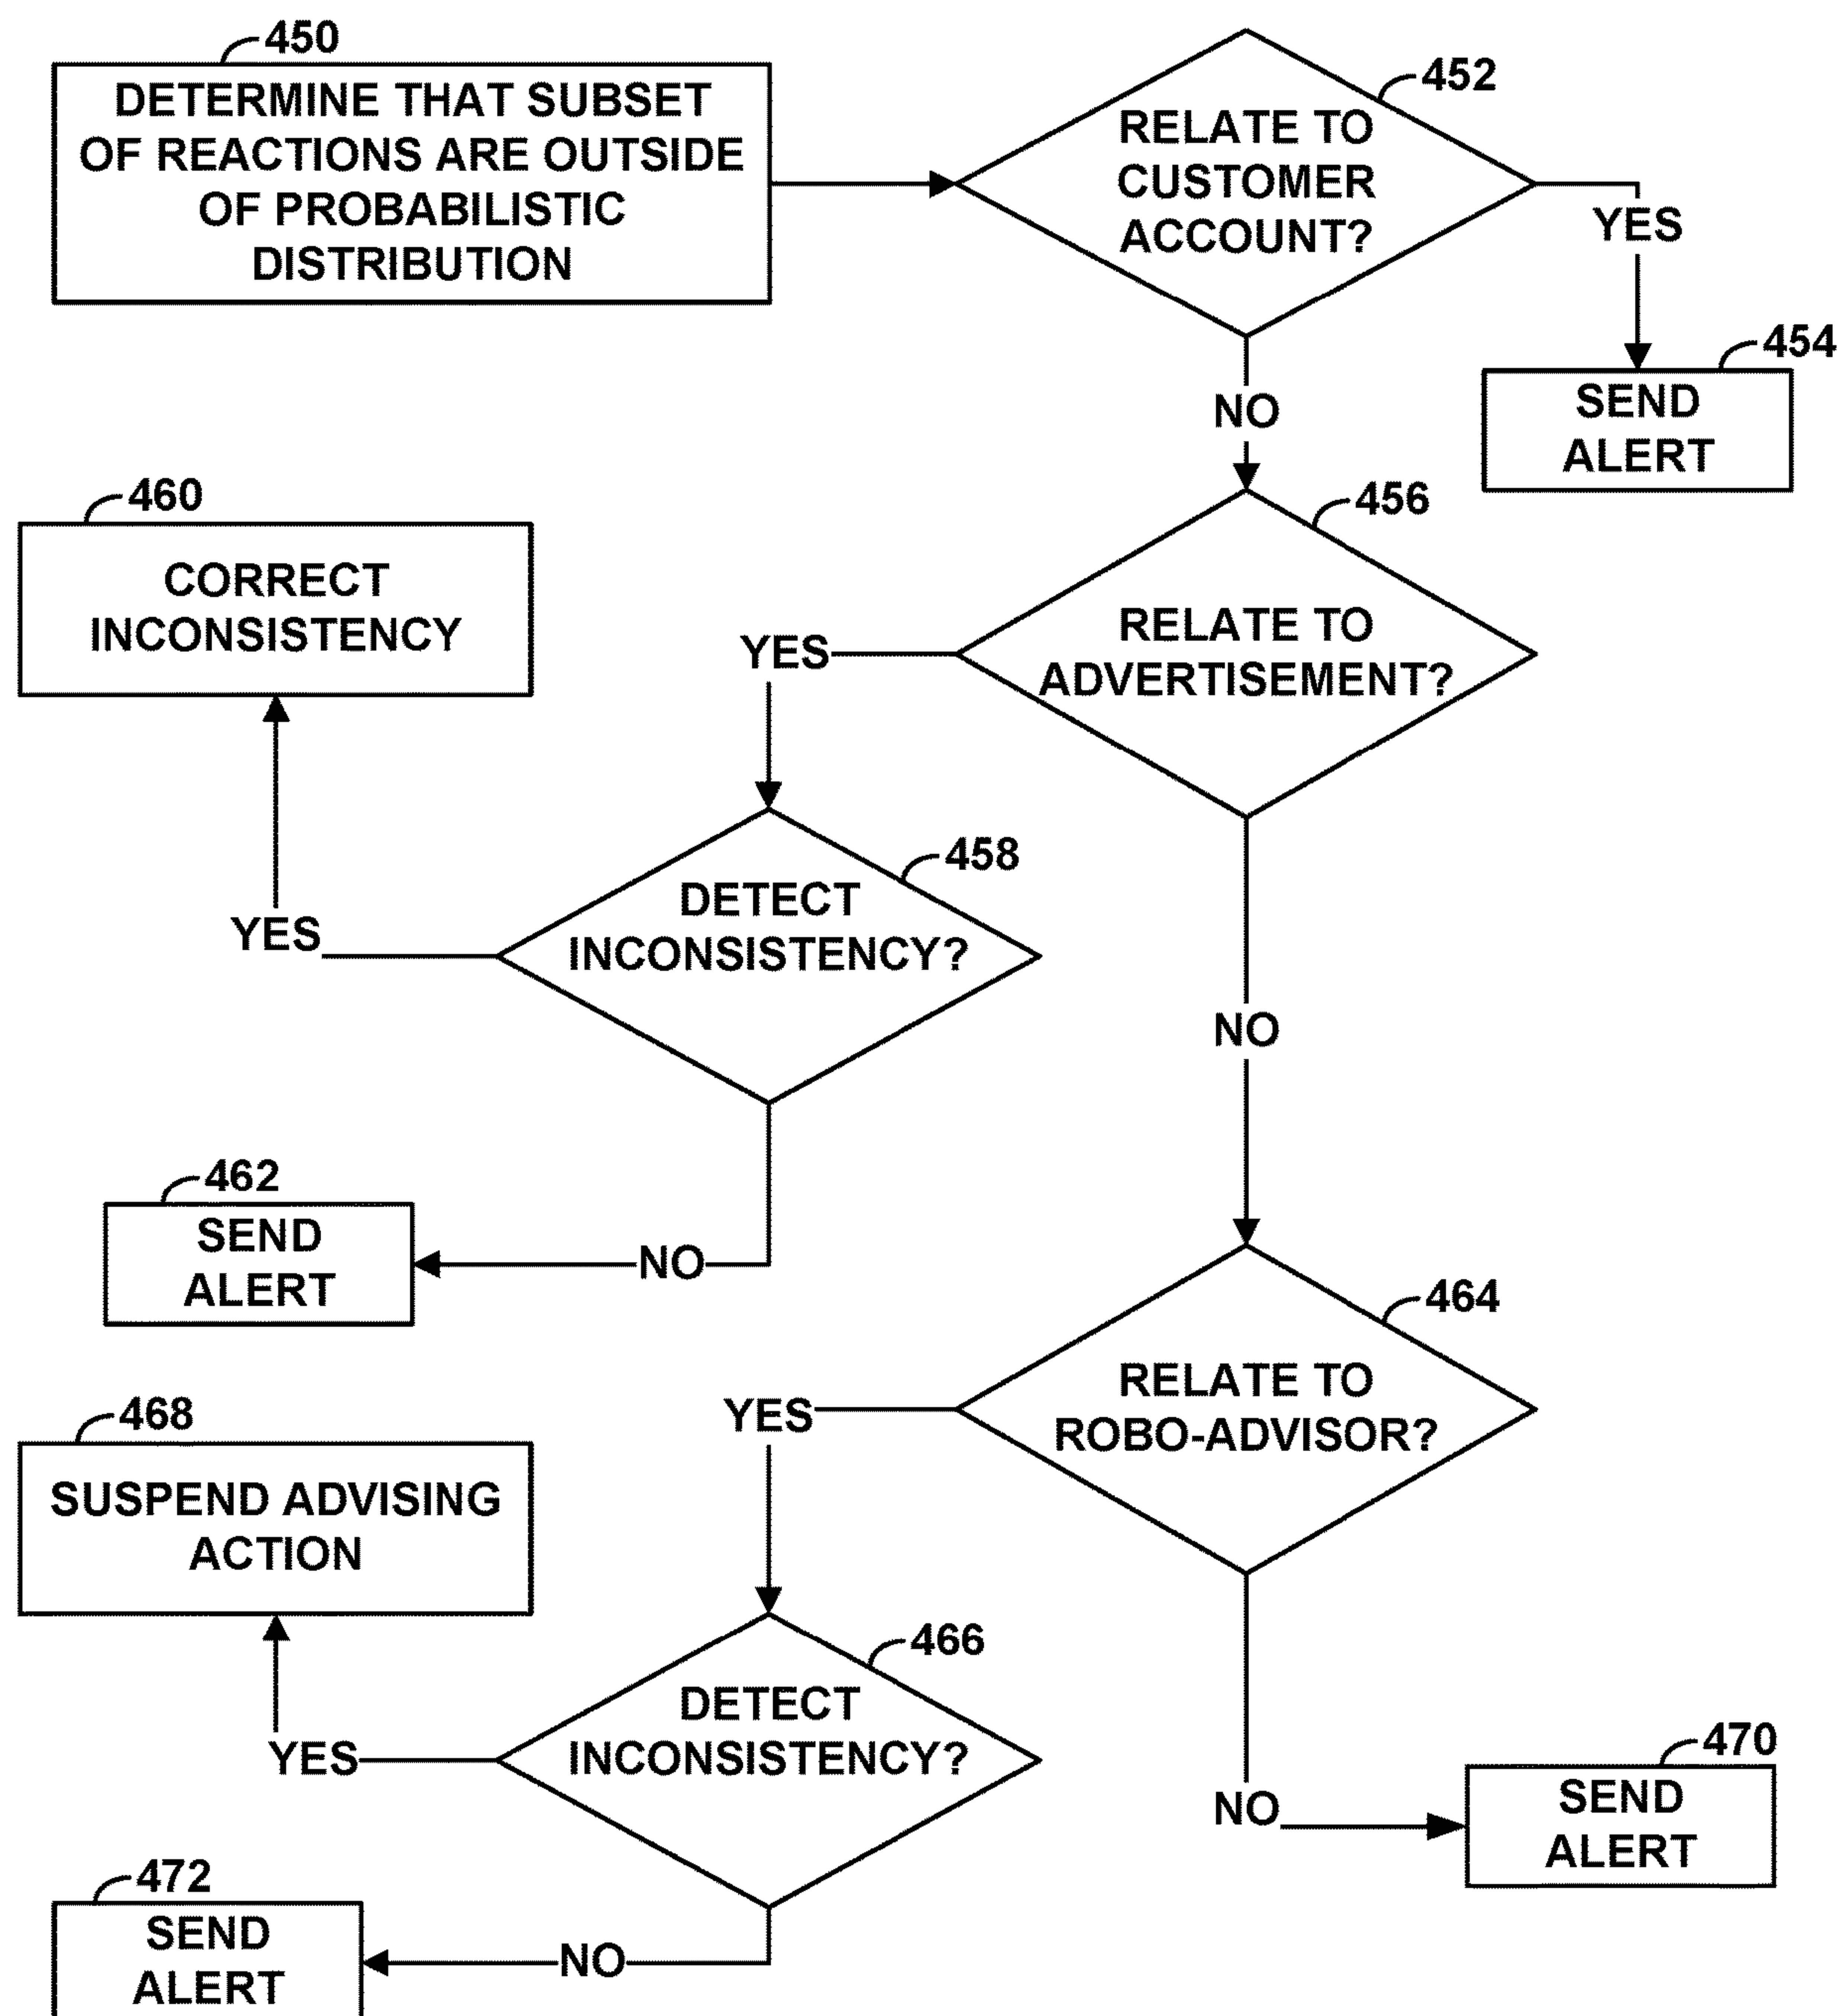 450
DETERMINE THAT SUBSET
OF REACTIONS ARE OUTSIDE
OF PROBABILISTIC
DISTRIBUTION
452
RELATE TO
CUSTOMER
ACCOUNT?
YES
454
SEND
ALERT
NO
456
RELATE TO
ADVERTISEMENT?
YES
458
DETECT
INCONSISTENCY?
YES
460
CORRECT
INCONSISTENCY
NO
462
SEND
ALERT
NO
464
RELATE TO
ROBO-ADVISOR?
YES
466
DETECT
INCONSISTENCY?
YES
468
SUSPEND ADVISING
ACTION
NO
470
SEND
ALERT
NO
472
SEND
ALERT